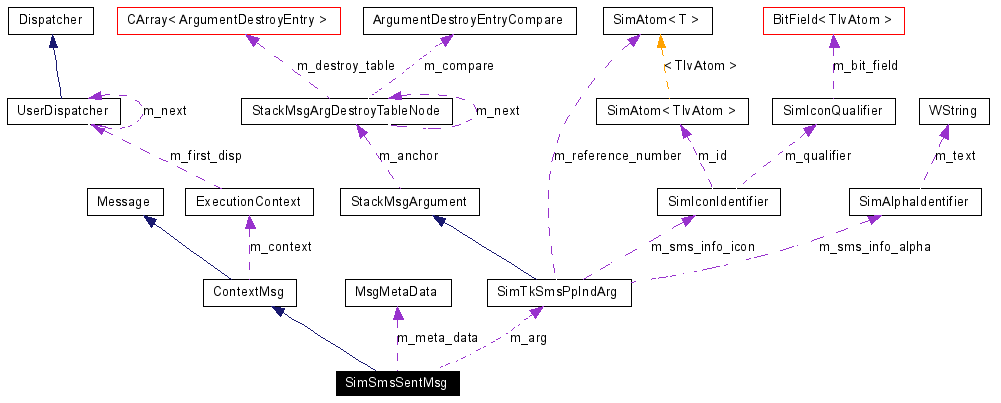 Dispatcher
CArray< ArgumentDestroyEntry >
ArgumentDestroyEntryCompare
SimAtom< T >
BitField< TlvAtom >
m_destroy_table
m_compare
< TlvAtom >
m_bit_field
UserDispatcher
m_next
StackMsgArgDestroyTableNode
m_next
SimAtom< TlvAtom >
SimIconQualifier
WString
m_first_disp
m_anchor
m_reference_number
m_id
m_qualifier
m_text
Message
ExecutionContext
StackMsgArgument
SimIconIdentifier
SimAlphaIdentifier
m_context
m_sms_info_icon
m_sms_info_alpha
ContextMsg
MsgMetaData
SimTkSmsPpIndArg
m_meta_data
m_arg
SimSmsSentMsg